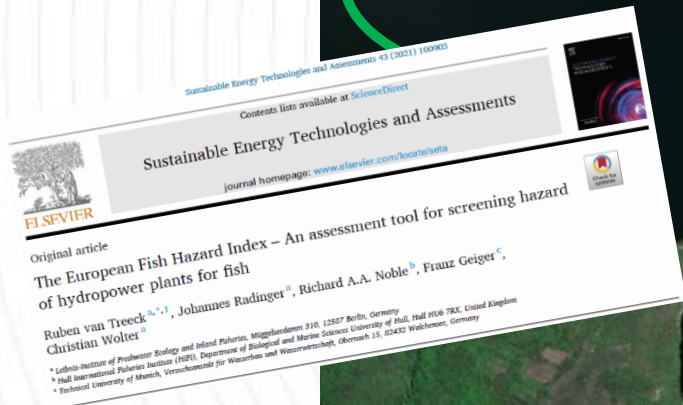 Sustainable Energy Technologies and Assessments 43 (2021) 100903
Contents lists available at ScienceDirect
Sustainable Energy Technologies and Assessments
journal homepage: www.elsevier.com/locate/seta
ELSEVIER
Check for
updates
Original article
The European Fish Hazard Index – An assessment tool for screening hazard
of hydropower plants for fish
Ruben van Treeck a,*,1, Johannes Radinger a, Richard A.A. Noble b, Franz Geiger c,
Christian Wolter a
a Leibniz-Institute of Freshwater Ecology and Inland Fisheries, Müggelseedamm 310, 12587 Berlin, Germany
b Hull International Fisheries Institute (HIFI), Department of Biological and Marine Sciences University of Hull, Hull HU6 7RX, United Kingdom
c Technical University of Munich, Versuchsanstalt für Wasserbau und Wasserwirtschaft, Obernach 15, 82432 Walchensee, Germany